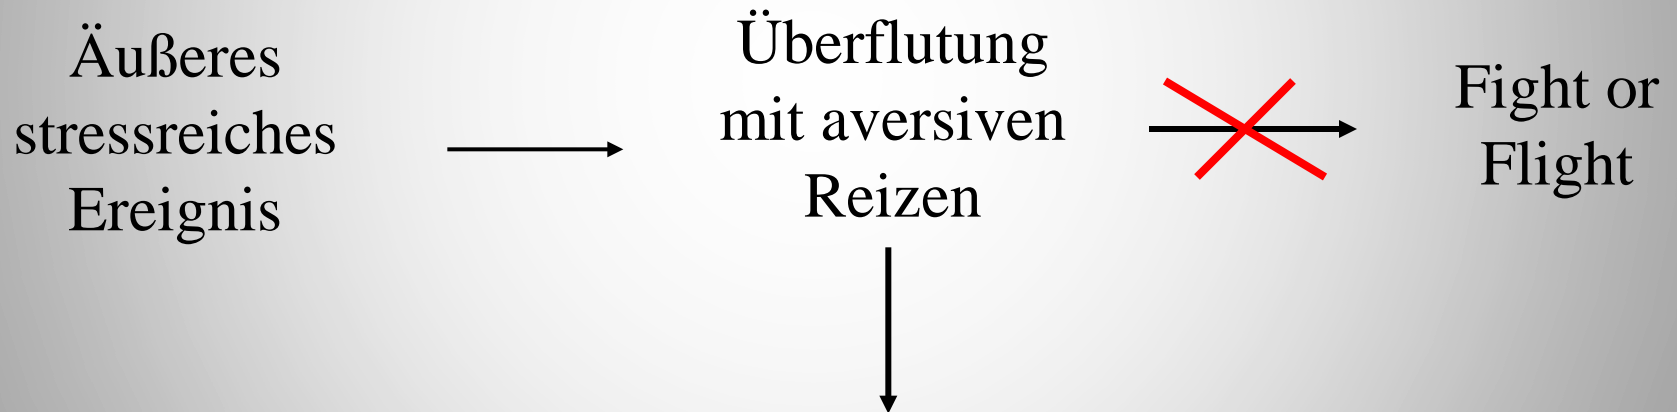 Äußeres
stressreiches
Ereignis
Überflutung
mit aversiven
Reizen
Fight or
Flight